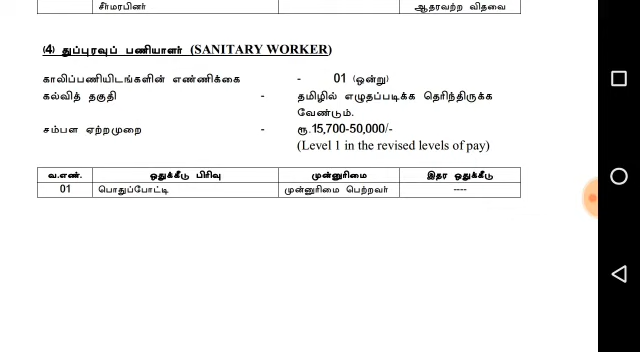 சீர்மரபினர் ஆதரவற்ற விதவை
(4) துப்புரவுப் பணியாளர் (SANITARY WORKER)
காலிப்பணியிடங்களின் எண்ணிக்கை - 01 (ஒன்று)
கல்வித் தகுதி - தமிழில் எழுதப்படிக்க தெரிந்திருக்க
வேண்டும்.
சம்பள ஏற்றமுறை - ரூ.15,700-50,000/-
(Level 1 in the revised levels of pay)
வ.எண். ஒதுக்கீடு பிரிவு முன்னுரிமை இதர ஒதுக்கீடு
01 பொதுப்போட்டி முன்னுரிமை பெற்றவர் ----